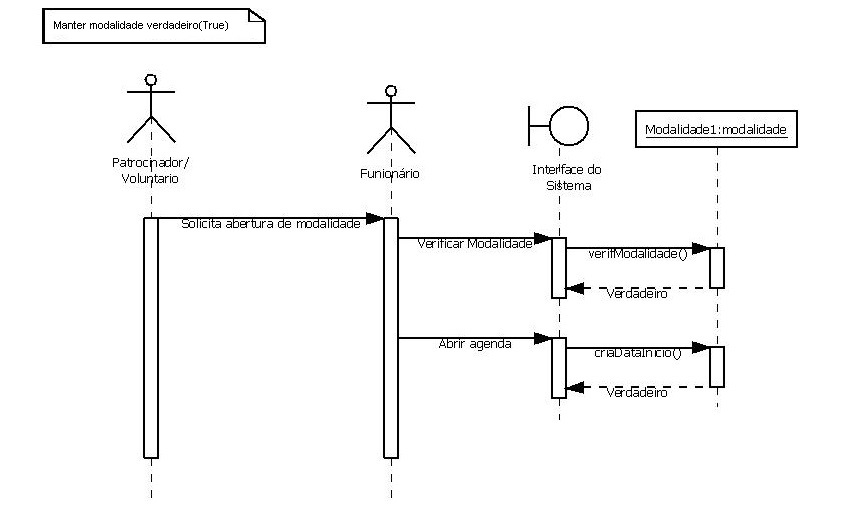 Manter modalidade verdadeiro(True)
Patrocinador/
Voluntario
Funionário
Interface do
Sistema
Modalidade1:modalidade
Solicita abertura de modalidade
Verificar Modalidade
verifModalidade()
Verdadeiro
Abrir agenda
criaDataInicio()
Verdadeiro